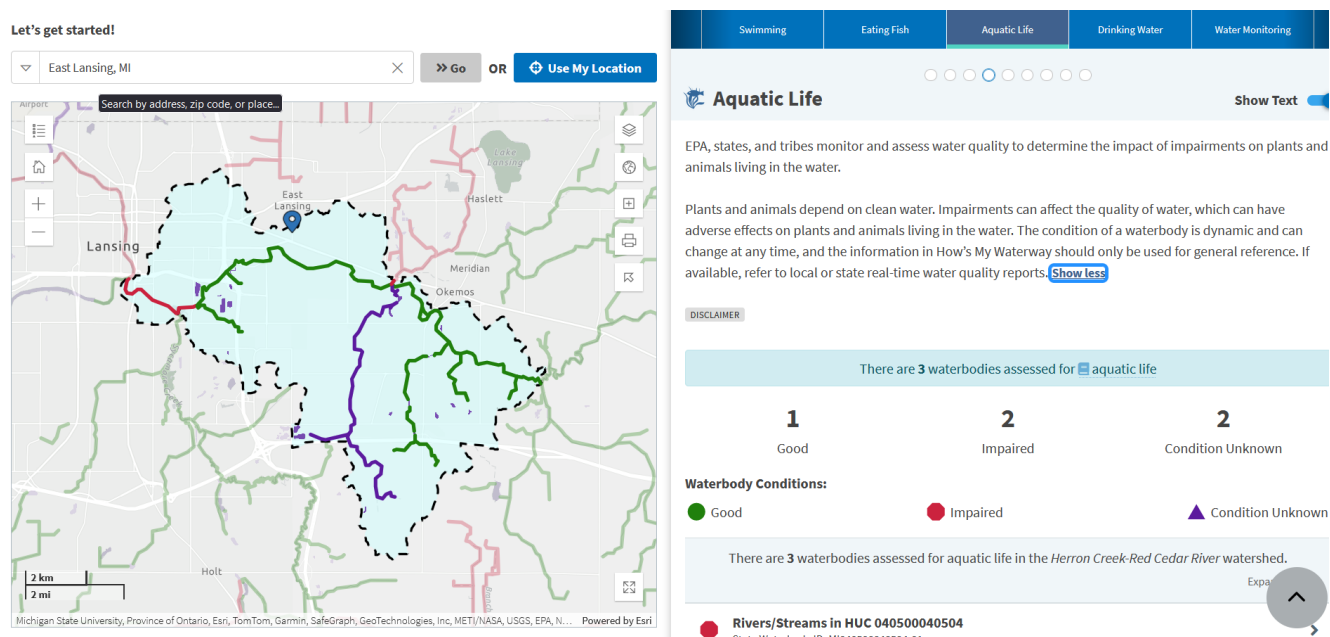 Let's get started!
East Lansing, MI
Go
OR
Use My Location
Search by address, zip code, or place...
Airport
Lake Lansing
East Lansing
Haslett
Lansing
Meridian
Okemos
Holt
2 km
2 mi
Michigan State University, Province of Ontario, Esri, TomTom, Garmin, SafeGraph, GeoTechnologies, Inc, METI/NASA, USGS, EPA, N... Powered by Esri
Swimming
Eating Fish
Aquatic Life
Drinking Water
Water Monitoring
Aquatic Life
Show Text
EPA, states, and tribes monitor and assess water quality to determine the impact of impairments on plants and
animals living in the water.
Plants and animals depend on clean water. Impairments can affect the quality of water, which can have
adverse effects on plants and animals living in the water. The condition of a waterbody is dynamic and can
change at any time, and the information in How's My Waterway should only be used for general reference. If
available, refer to local or state real-time water quality reports. Show less
DISCLAIMER
There are 3 waterbodies assessed for aquatic life
1
Good
2
Impaired
2
Condition Unknown
Waterbody Conditions:
Good
Impaired
Condition Unknown
There are 3 waterbodies assessed for aquatic life in the Herron Creek-Red Cedar River watershed.
Expa
Rivers/Streams in HUC 040500040504